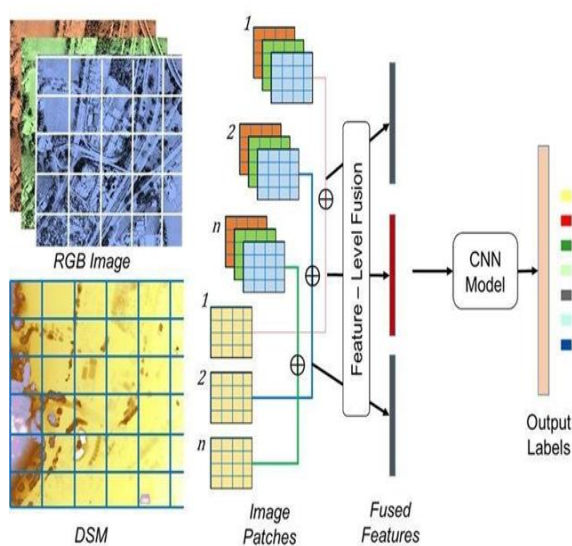 RGB Image
DSM
1
2
n
1
2
n
Image
Patches
Feature – Level Fusion
Fused
Features
CNN
Model
Output
Labels